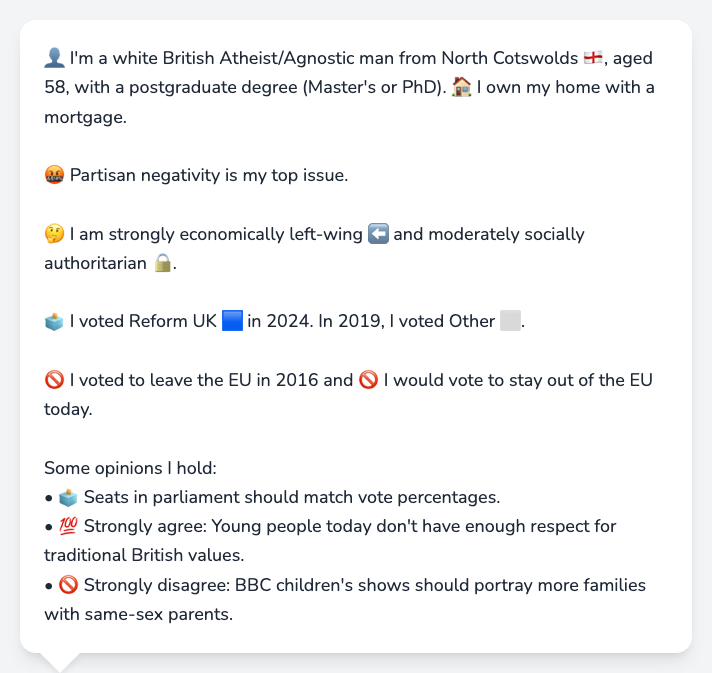 👤 I'm a white British Atheist/Agnostic man from North Cotswolds 🏴󠁧󠁢󠁥󠁮󠁧󠁿, aged
58, with a postgraduate degree (Master's or PhD). 🏠 I own my home with a
mortgage.
🤬 Partisan negativity is my top issue.
🤔 I am strongly economically left-wing ⬅️ and moderately socially
authoritarian 🔒.
🗳️ I voted Reform UK 🟦 in 2024. In 2019, I voted Other ⬜.
🚫 I voted to leave the EU in 2016 and 🚫 I would vote to stay out of the EU
today.
Some opinions I hold:
• 🗳️ Seats in parliament should match vote percentages.
• 💯 Strongly agree: Young people today don't have enough respect for
traditional British values.
• 🚫 Strongly disagree: BBC children's shows should portray more families
with same-sex parents.